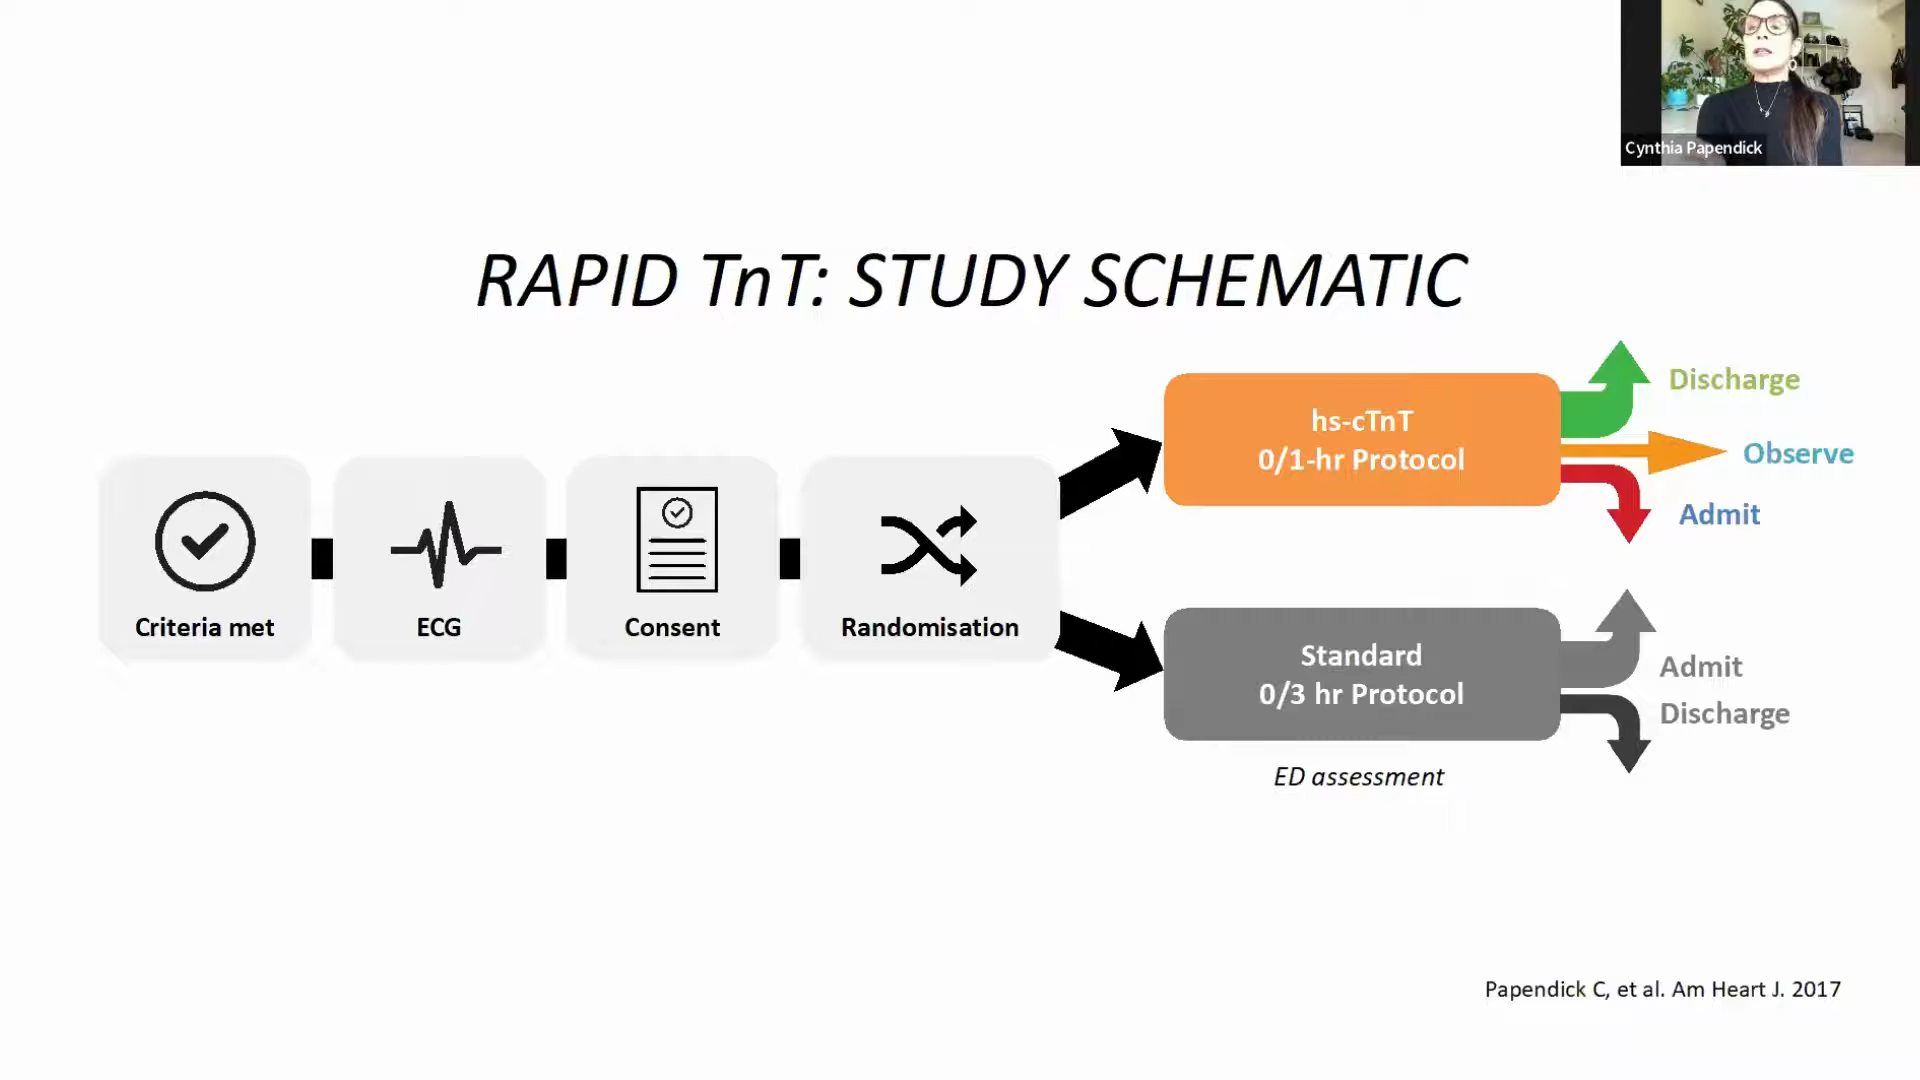 Cynthia Papendick
RAPID TnT: STUDY SCHEMATIC
Criteria met
ECG
Consent
Randomisation
hs-cTnT
0/1-hr Protocol
Discharge
Observe
Admit
Standard
0/3 hr Protocol
Admit
Discharge
ED assessment
Papendick C, et al. Am Heart J. 2017